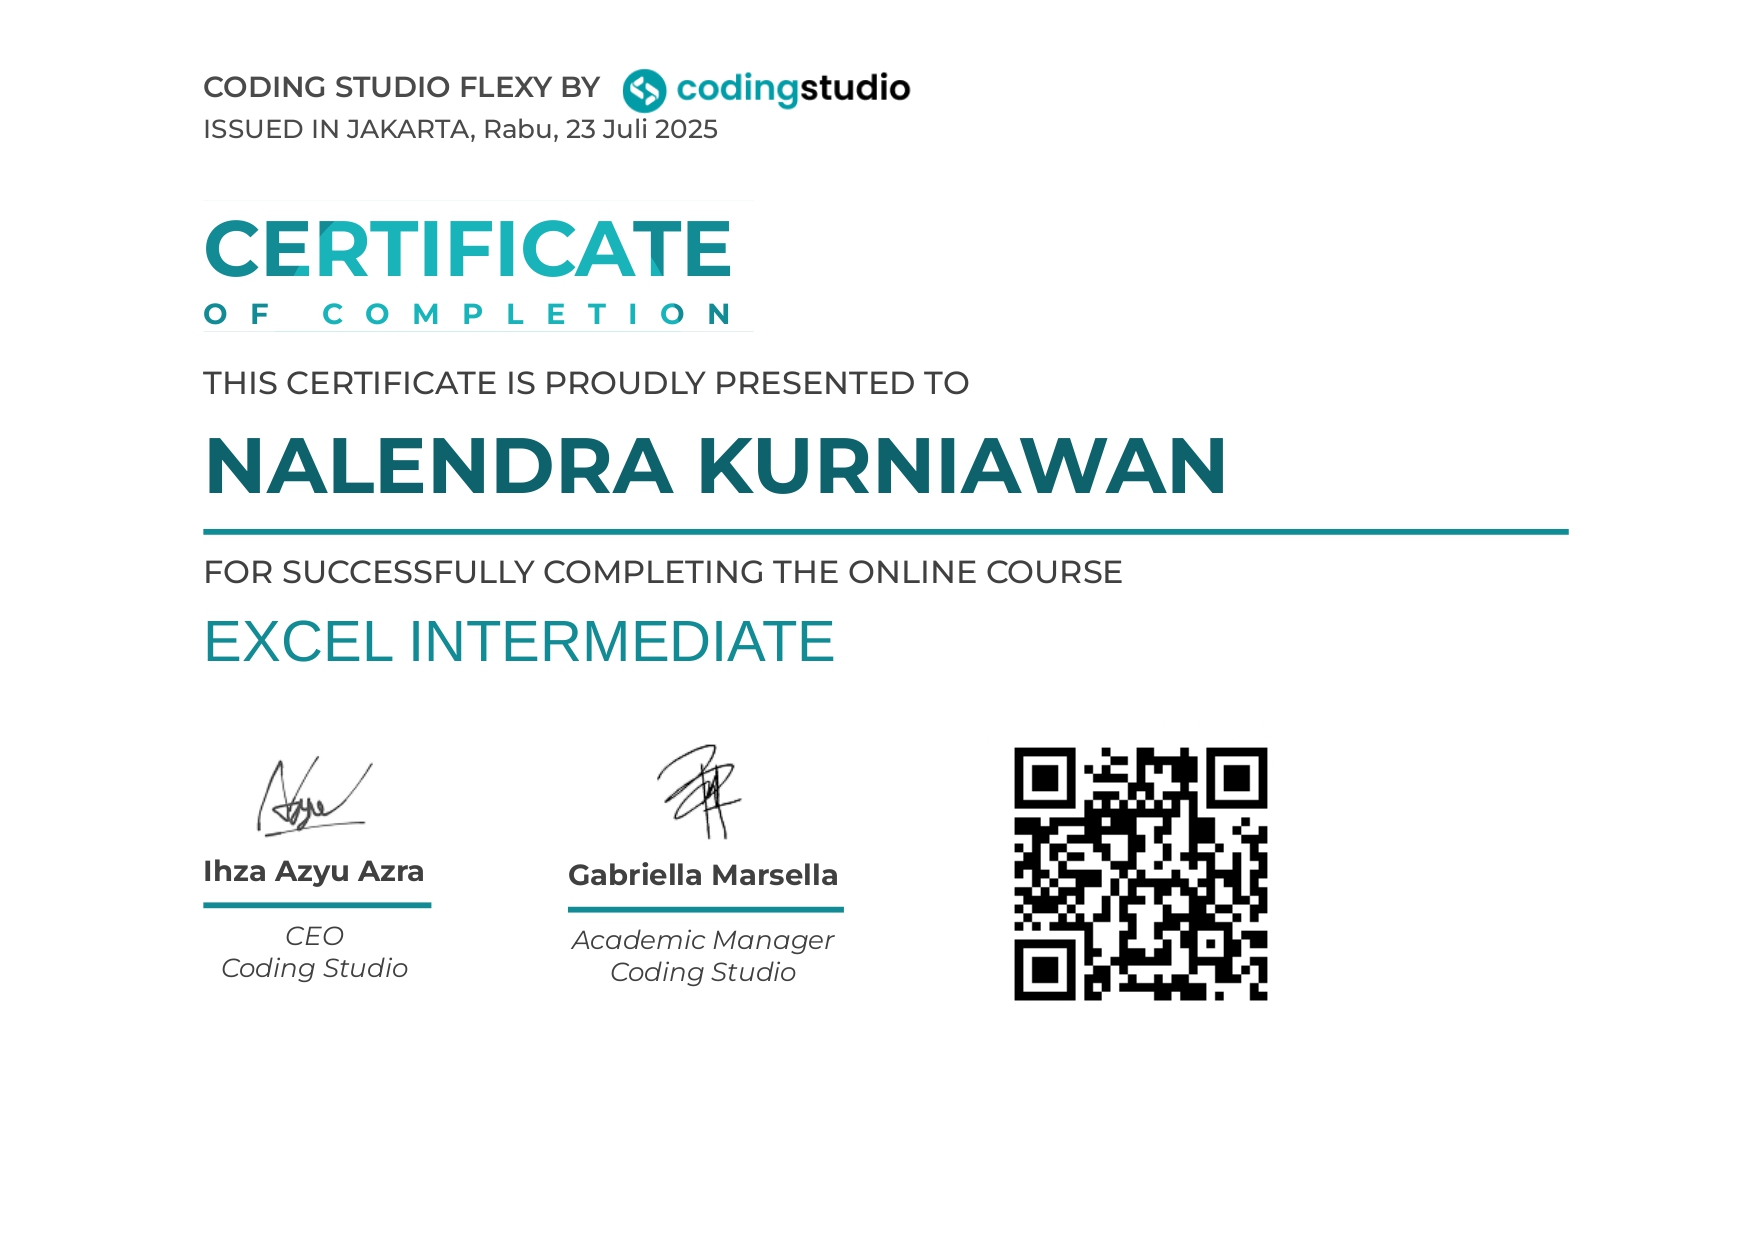 CODING STUDIO FLEXY BY codingstudio
ISSUED IN JAKARTA, Rabu, 23 Juli 2025
CERTIFICATE
OF COMPLETION
THIS CERTIFICATE IS PROUDLY PRESENTED TO
NALENDRA KURNIAWAN
FOR SUCCESSFULLY COMPLETING THE ONLINE COURSE
EXCEL INTERMEDIATE
Ihza Azyu Azra
CEO
Coding Studio
Gabriella Marsella
Academic Manager
Coding Studio